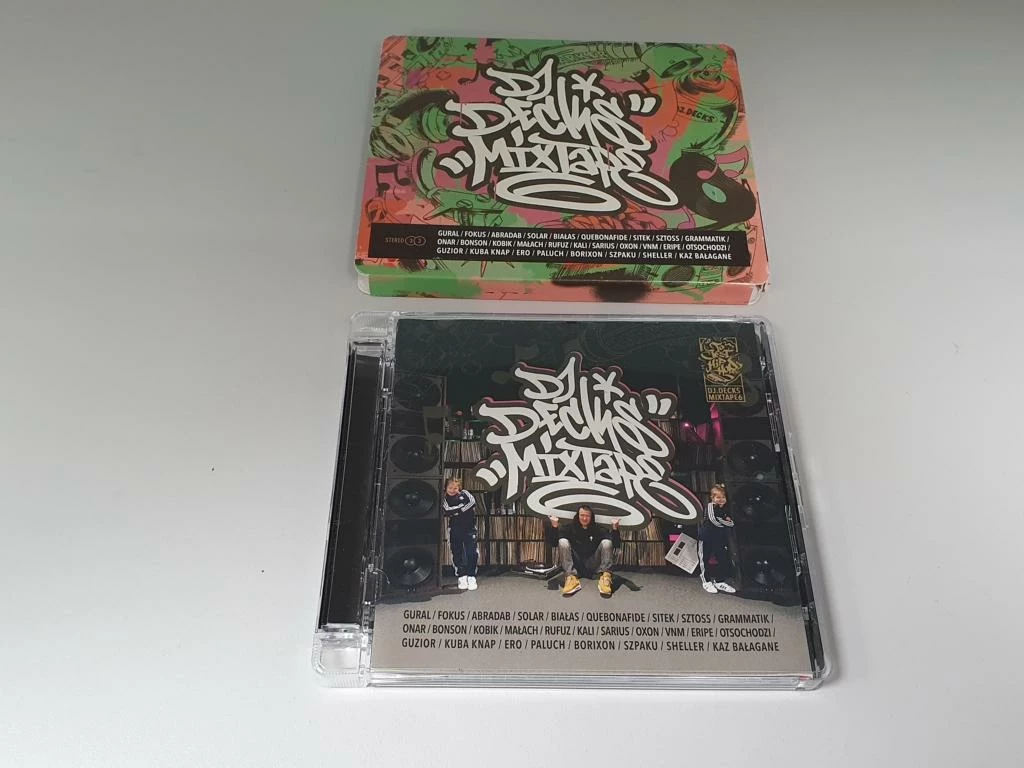 DJ
DECKS
"MIXTAPE"
J.DECKS
STEREO 3 3
GURAL / FOKUS / ABRADAB / SOLAR / BIAŁAS / QUEBONAFIDE / SITEK / SZTOSS / GRAMMATIK /
ONAR / BONSON / KOBIK / MAŁACH / RUFUZ / KALI / SARIUS / OXON / VNM / ERIPE / OTSOCHODZI /
GUZIOR / KUBA KNAP / ERO / PALUCH / BORIXON / SZPAKU / SHELLER / KAZ BAŁAGANE
DJ
DECKS
"MIXTAPE"
DJ.DECKS
MIXTAPE6
GURAL / FOKUS / ABRADAB / SOLAR / BIAŁAS / QUEBONAFIDE / SITEK / SZTOSS / GRAMMATIK /
ONAR / BONSON / KOBIK / MAŁACH / RUFUZ / KALI / SARIUS / OXON / VNM / ERIPE / OTSOCHODZI /
GUZIOR / KUBA KNAP / ERO / PALUCH / BORIXON / SZPAKU / SHELLER / KAZ BAŁAGANE